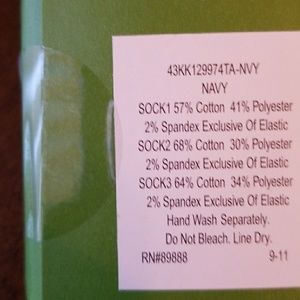 43KK129974TA-NVY
NAVY
SOCK1 57% Cotton 41% Polyester
2% Spandex Exclusive Of Elastic
SOCK2 68% Cotton 30% Polyester
2% Spandex Exclusive Of Elastic
SOCK3 64% Cotton 34% Polyester
2% Spandex Exclusive Of Elastic
Hand Wash Separately.
Do Not Bleach. Line Dry.
RN#89888 9-11